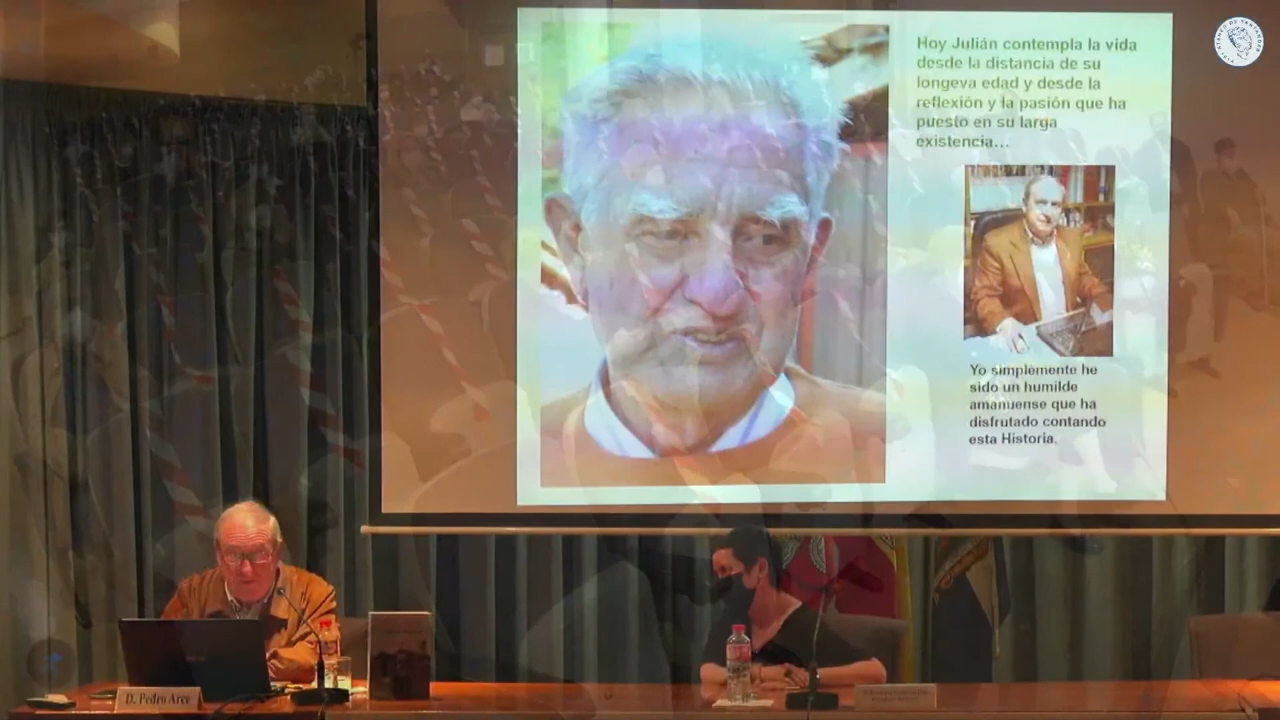 Hoy Julián contempla la vida
desde la distancia de su
longeva edad y desde la
reflexión y la pasión que ha
puesto en su larga
existencia...
Yo simplemente he
sido un humilde
amanuense que ha
disfrutado contando
esta Historia.
D. Pedro Arce